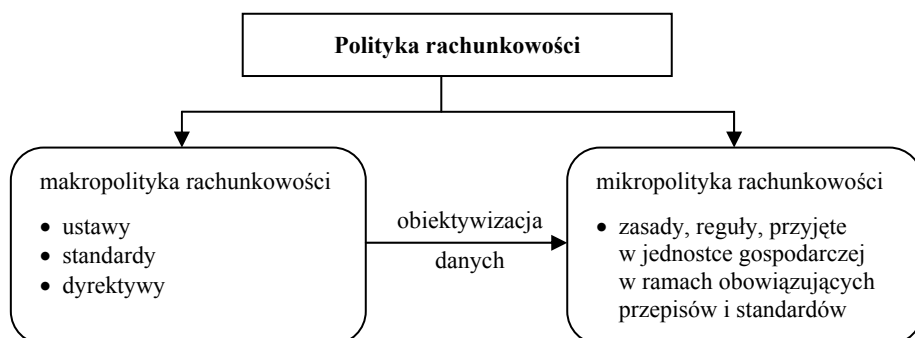 Polityka rachunkowości
makropolityka rachunkowości
• ustawy
• standardy
• dyrektywy
obiektywizacja
danych
mikropolityka rachunkowości
• zasady, reguły, przyjęte
w jednostce gospodarczej
w ramach obowiązujących
przepisów i standardów